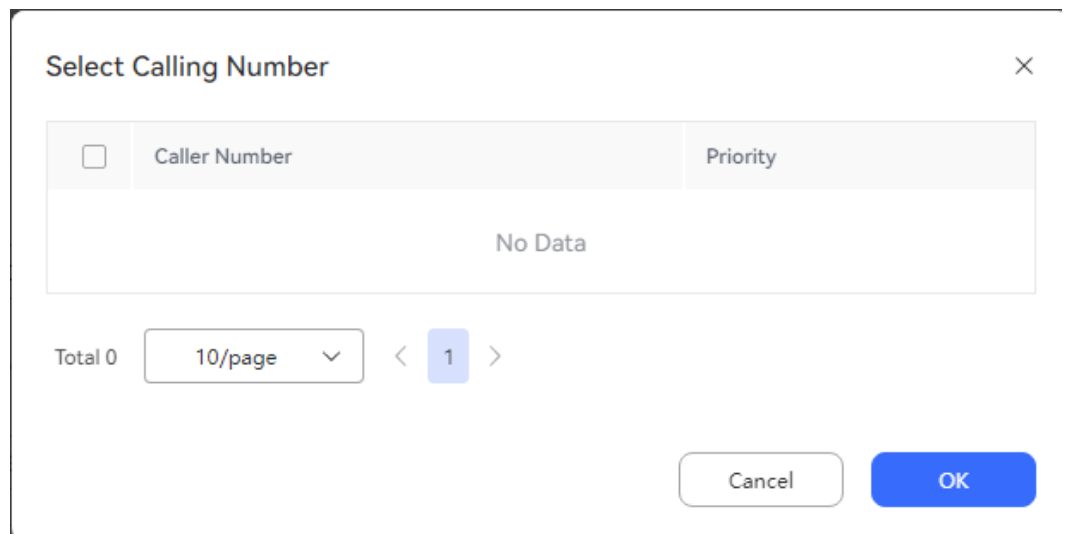 Select Calling Number
Caller Number Priority
No Data
Total 0 10/page 1
Cancel OK